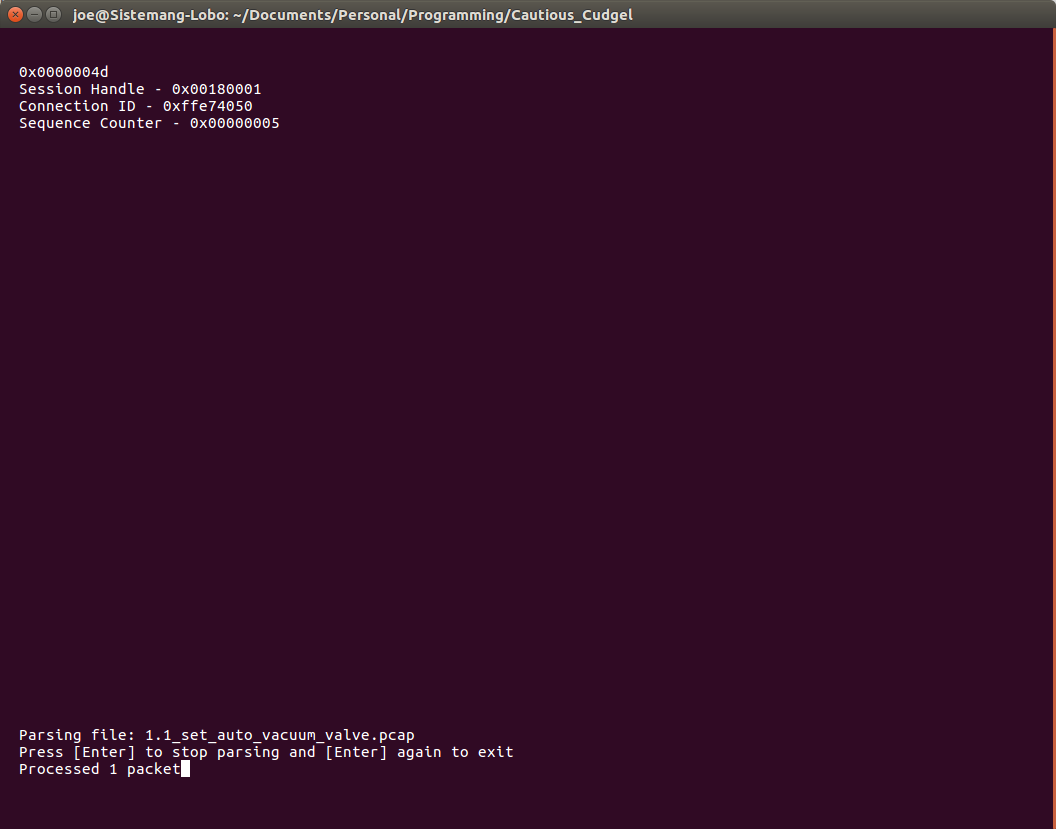 joe@Sistemang-Lobo: ~/Documents/Personal/Programming/Cautious_Cudgel
0x0000004d
Session Handle - 0x00180001
Connection ID - 0xffe74050
Sequence Counter - 0x00000005
Parsing file: 1.1_set_auto_vacuum_valve.pcap
Press [Enter] to stop parsing and [Enter] again to exit
Processed 1 packet